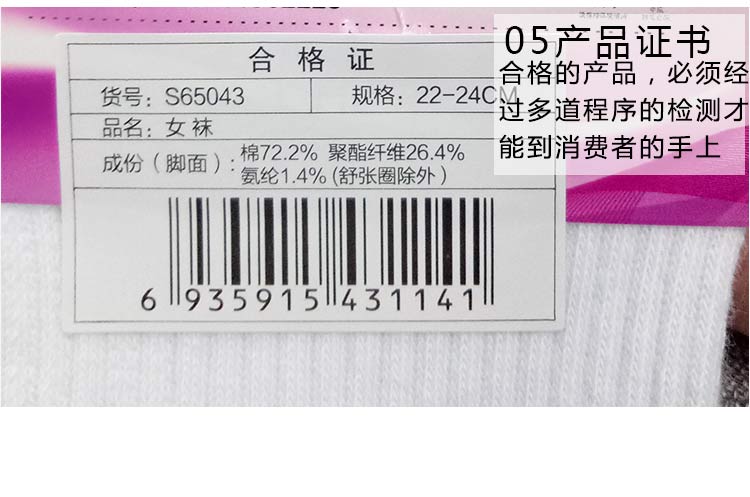 合格证
货号: S65043 规格: 22-24CM
品名: 女袜
成份（脚面）: 棉72.2% 聚酯纤维26.4%
氨纶1.4% (舒张圈除外）
6 935915 431141
05产品证书
合格的产品，必须经
过多道程序的检测才
能到消费者的手上